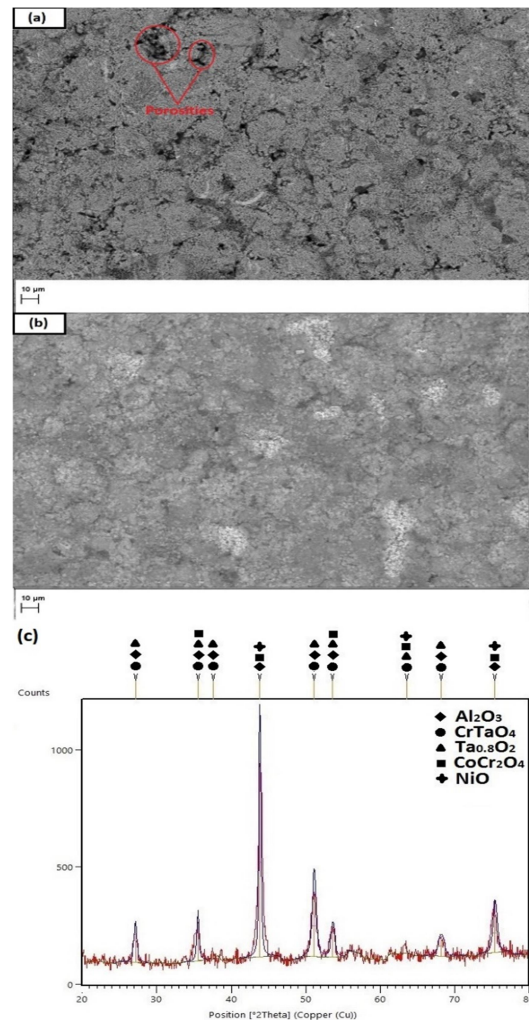 (a)
Porosities
10 µm
(b)
10 µm
(c)
Counts
Al₂O₃
CrTaO₄
Ta₀.₈O₂
CoCr₂O₄
NiO
1000
500
0
20 30 40 50 60 70 80
Position [°2Theta] (Copper (Cu))